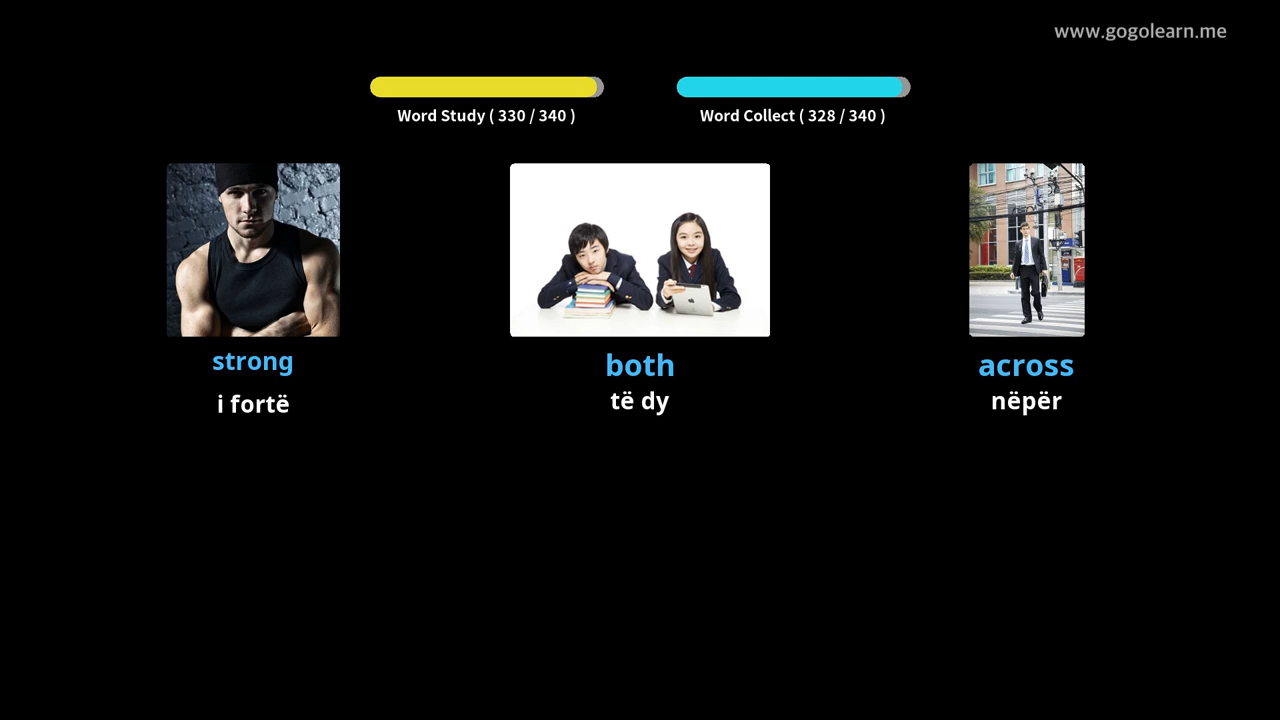 www.gogolearn.me
Word Study ( 330 / 340 )
Word Collect ( 328 / 340 )
strong
both
across
i fortë
të dy
nëpër